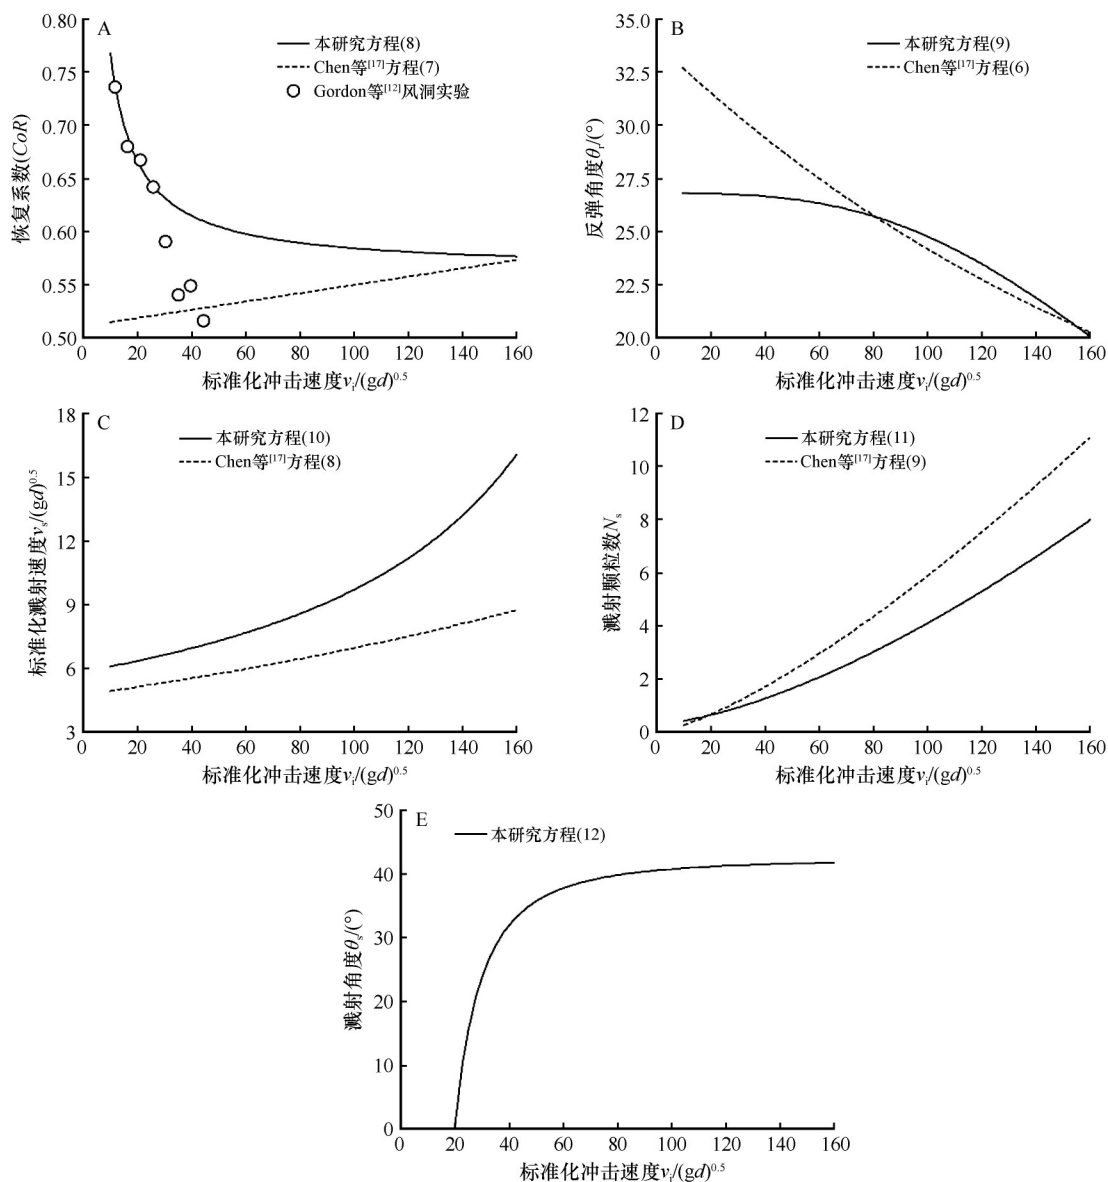 A
本研究方程(8)
Chen等[17]方程(7)
Gordon等[12]风洞实验
恢复系数(CoR)
0.80
0.75
0.70
0.65
0.60
0.55
0.50
0 20 40 60 80 100 120 140 160
标准化冲击速度vi/(gd)0.5
B
本研究方程(9)
Chen等[17]方程(6)
反弹角度θr/(°)
32.5
30.0
27.5
25.0
22.5
20.0
0 20 40 60 80 100 120 140 160
标准化冲击速度vi/(gd)0.5
C
本研究方程(10)
Chen等[17]方程(8)
标准化溅射速度vs/(gd)0.5
18
15
12
9
6
3
0 20 40 60 80 100 120 140 160
标准化冲击速度vi/(gd)0.5
D
本研究方程(11)
Chen等[17]方程(9)
溅射颗粒数Ns
12
10
8
6
4
2
0
0 20 40 60 80 100 120 140 160
标准化冲击速度vi/(gd)0.5
E
本研究方程(12)
溅射角度θs/(°)
50
40
30
20
10
0
0 20 40 60 80 100 120 140 160
标准化冲击速度vi/(gd)0.5